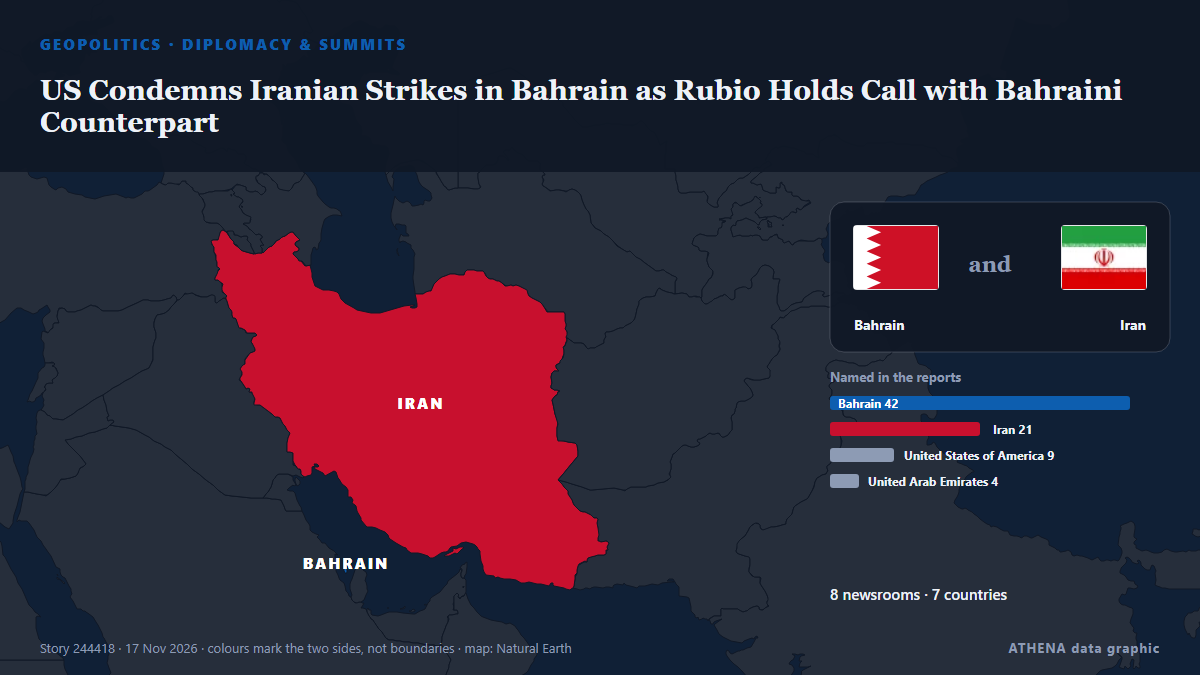 GEOPOLITICS · DIPLOMACY & SUMMITS
US Condemns Iranian Strikes in Bahrain as Rubio Holds Call with Bahraini
Counterpart
and
Bahrain
Iran
Named in the reports
Bahrain 42
Iran 21
United States of America 9
United Arab Emirates 4
IRAN
BAHRAIN
8 newsrooms · 7 countries
Story 244418 · 17 Nov 2026 · colours mark the two sides, not boundaries · map: Natural Earth
ATHENA data graphic